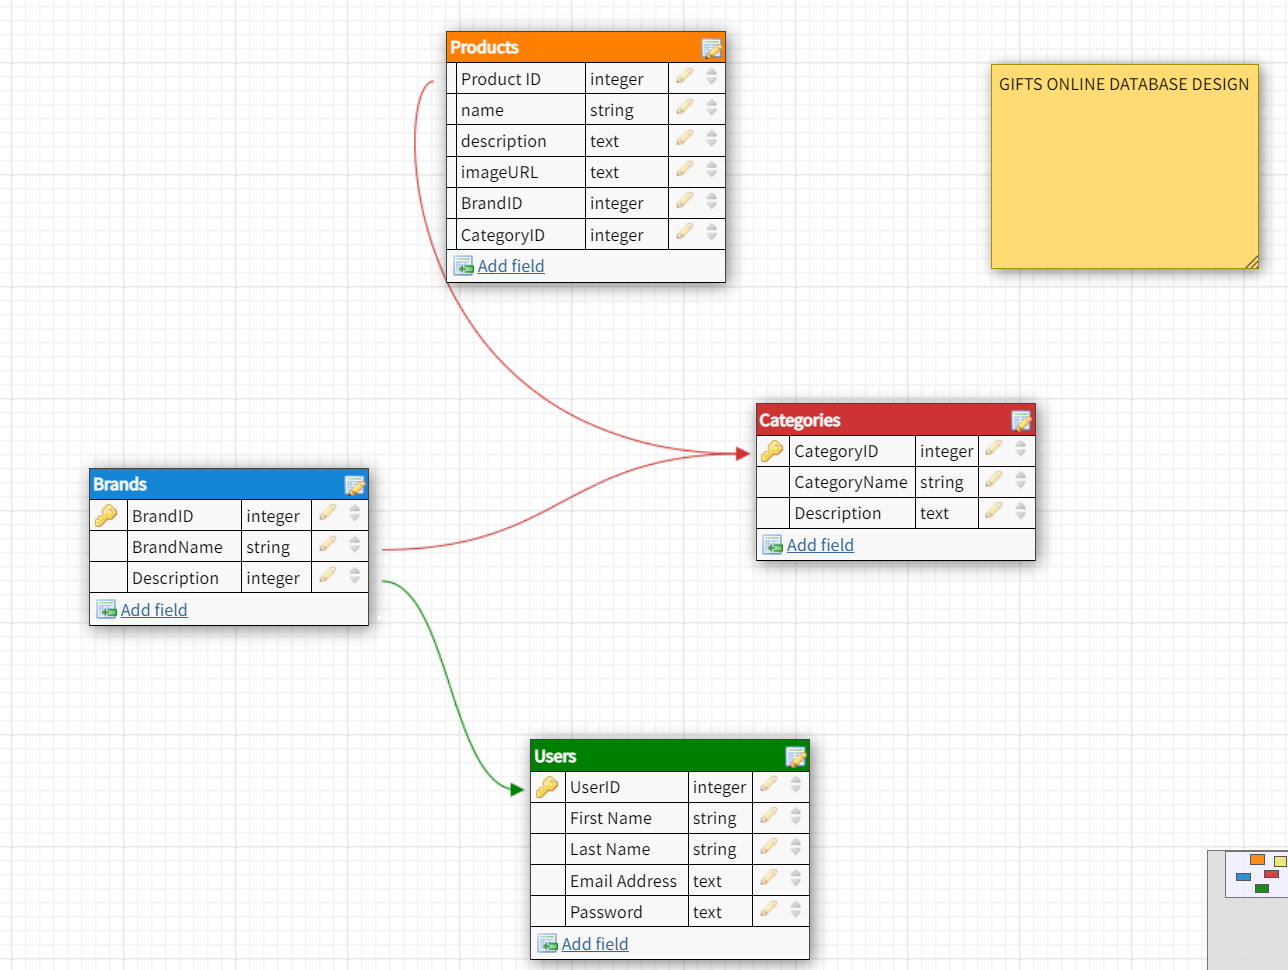 Products
Product ID integer
name string
description text
imageURL text
BrandID integer
CategoryID integer
Add field
GIFTS ONLINE DATABASE DESIGN
Categories
CategoryID integer
CategoryName string
Description text
Add field
Brands
BrandID integer
BrandName string
Description integer
Add field
Users
UserID integer
First Name string
Last Name string
Email Address text
Password text
Add field